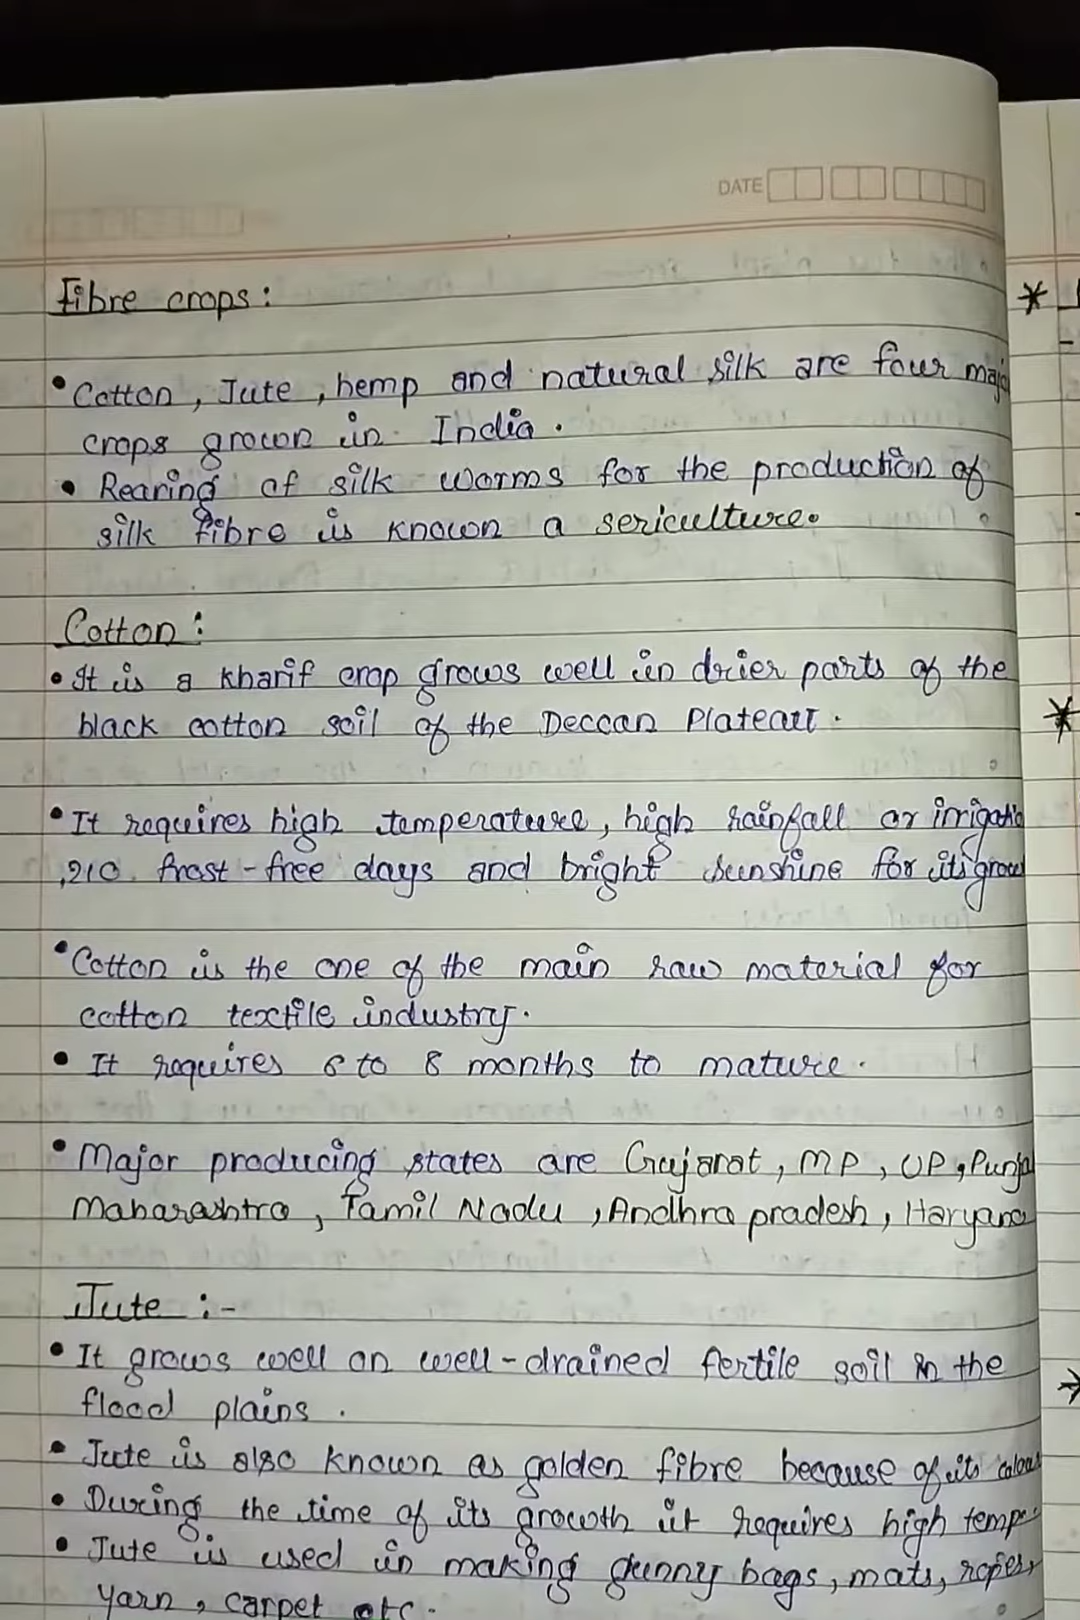 DATE
Fibre crops:
• Cotton, Jute, hemp and natural silk are four majo
crops grown in India.
• Rearing of silk worms for the production of
silk fibre is known a sericulture.
Cotton:
• It is a kharif crop grows well in drier parts of the
black cotton soil of the Deccan Plateau.
• It requires high temperature, high rainfall or irrigatio
,210 frost-free days and bright sunshine for its grow
• Cotton is the one of the main raw material for
cotton textile industry.
• It requires 6 to 8 months to mature.
• Major producing states are Gujarat, MP, UP, Punja
Maharashtra, Tamil Nadu, Andhra pradesh, Haryana
Jute :-
• It grows well on well-drained fertile soil in the
flood plains.
• Jute is also known as golden fibre because of its colour
• During the time of its growth it requires high temp.
• Jute is used in making gunny bags, mats, ropes,
yarn, carpet etc.